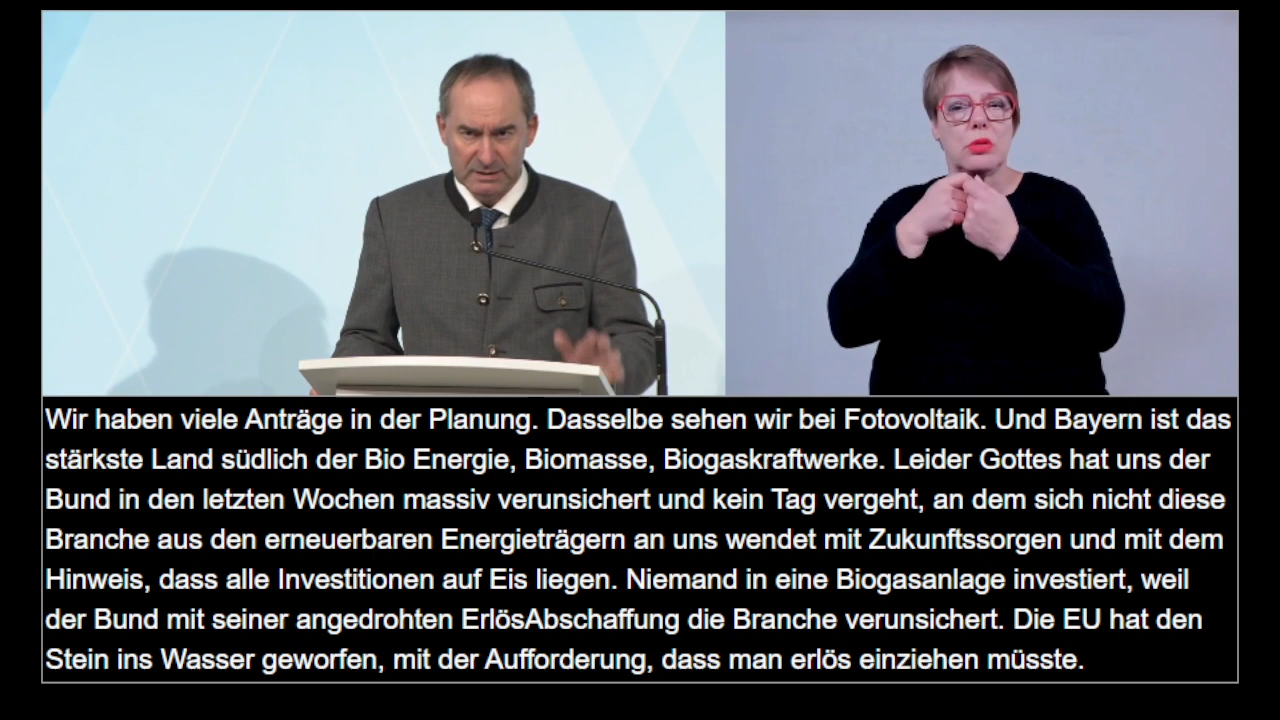 Wir haben viele Anträge in der Planung. Dasselbe sehen wir bei Fotovoltaik. Und Bayern ist das
stärkste Land südlich der Bio Energie, Biomasse, Biogaskraftwerke. Leider Gottes hat uns der
Bund in den letzten Wochen massiv verunsichert und kein Tag vergeht, an dem sich nicht diese
Branche aus den erneuerbaren Energieträgern an uns wendet mit Zukunftssorgen und mit dem
Hinweis, dass alle Investitionen auf Eis liegen. Niemand in eine Biogasanlage investiert, weil
der Bund mit seiner angedrohten ErlösAbschaffung die Branche verunsichert. Die EU hat den
Stein ins Wasser geworfen, mit der Aufforderung, dass man erlös einziehen müsste.